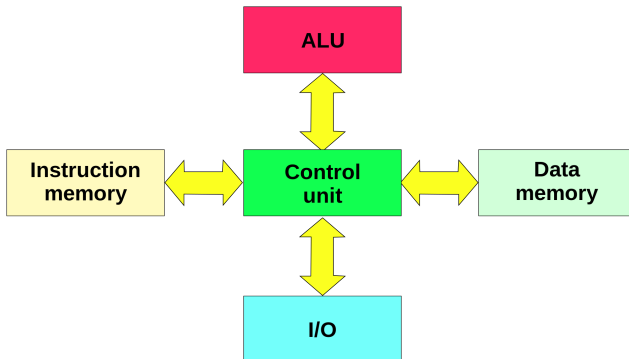 ALU
Instruction
memory
Control
unit
Data
memory
I/O